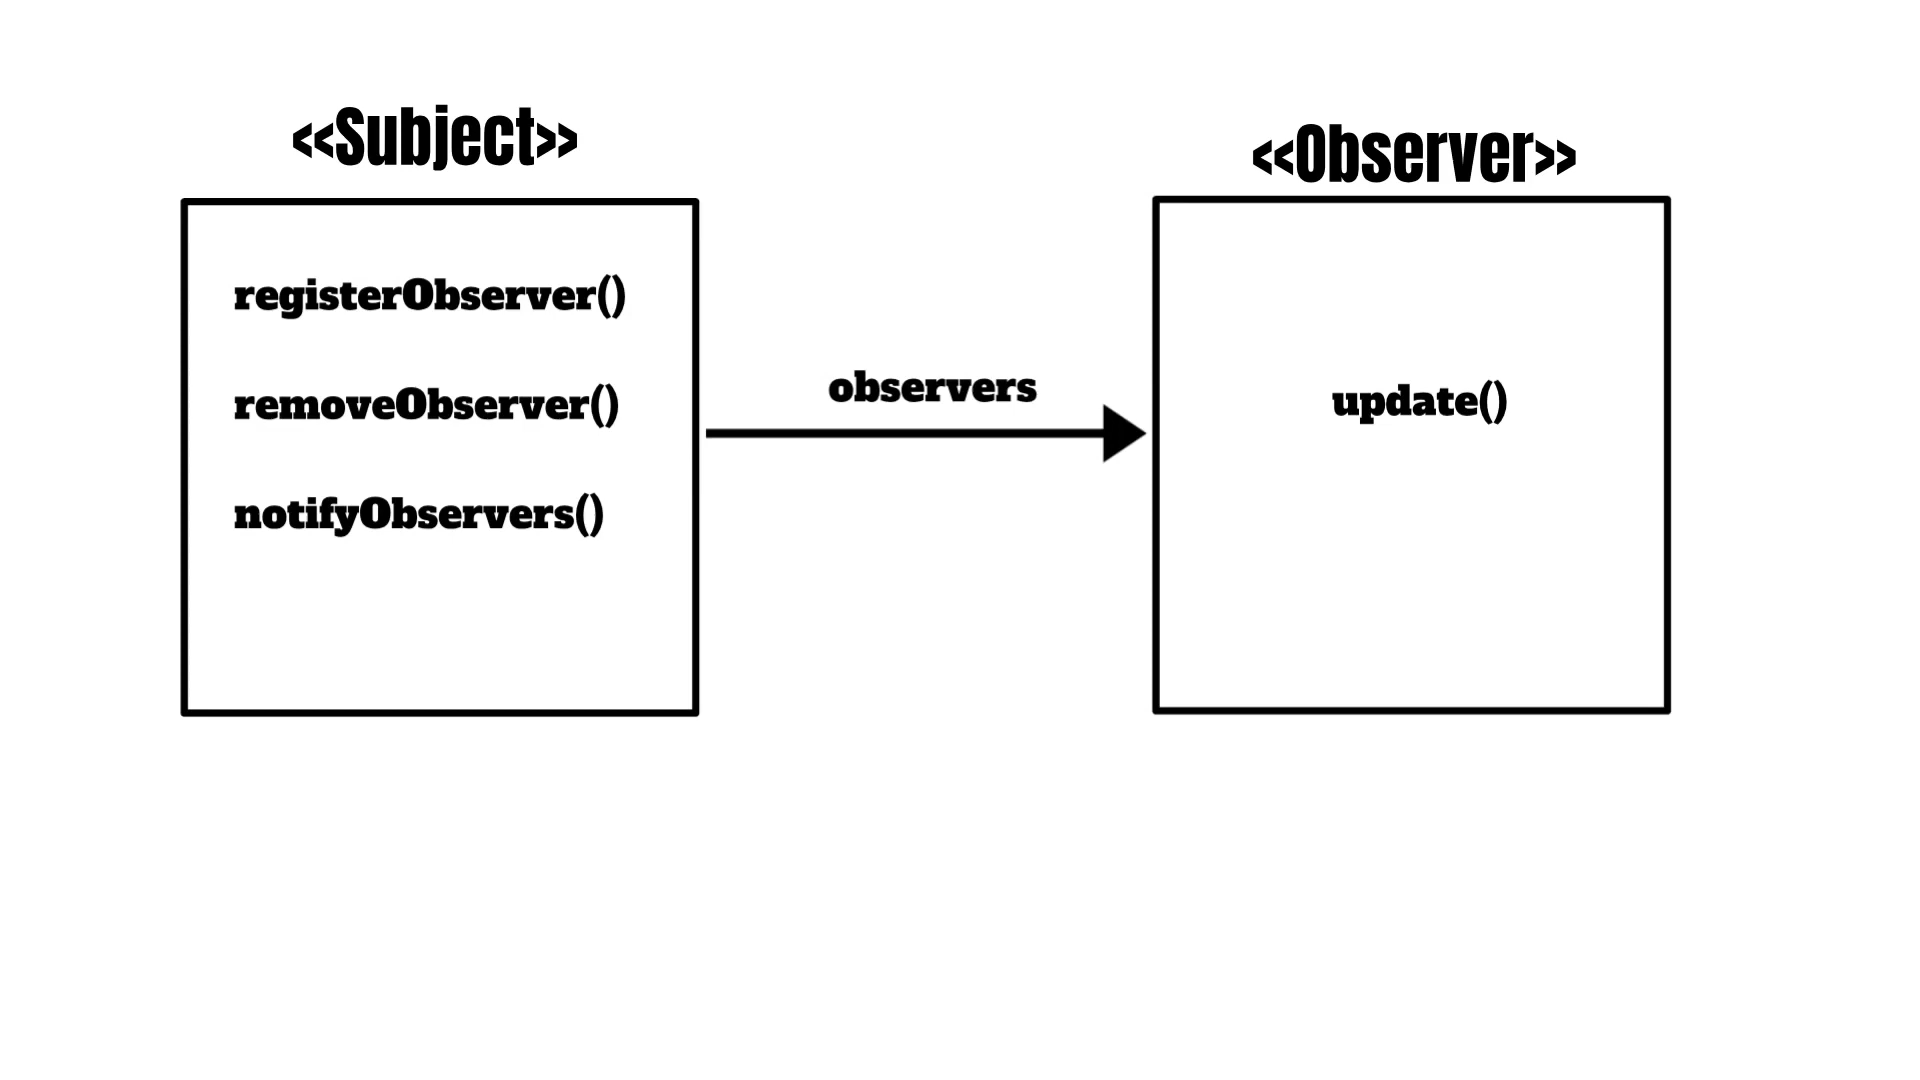 <<Subject>>
registerObserver()
removeObserver()
notifyObservers()
observers
<<Observer>>
update()